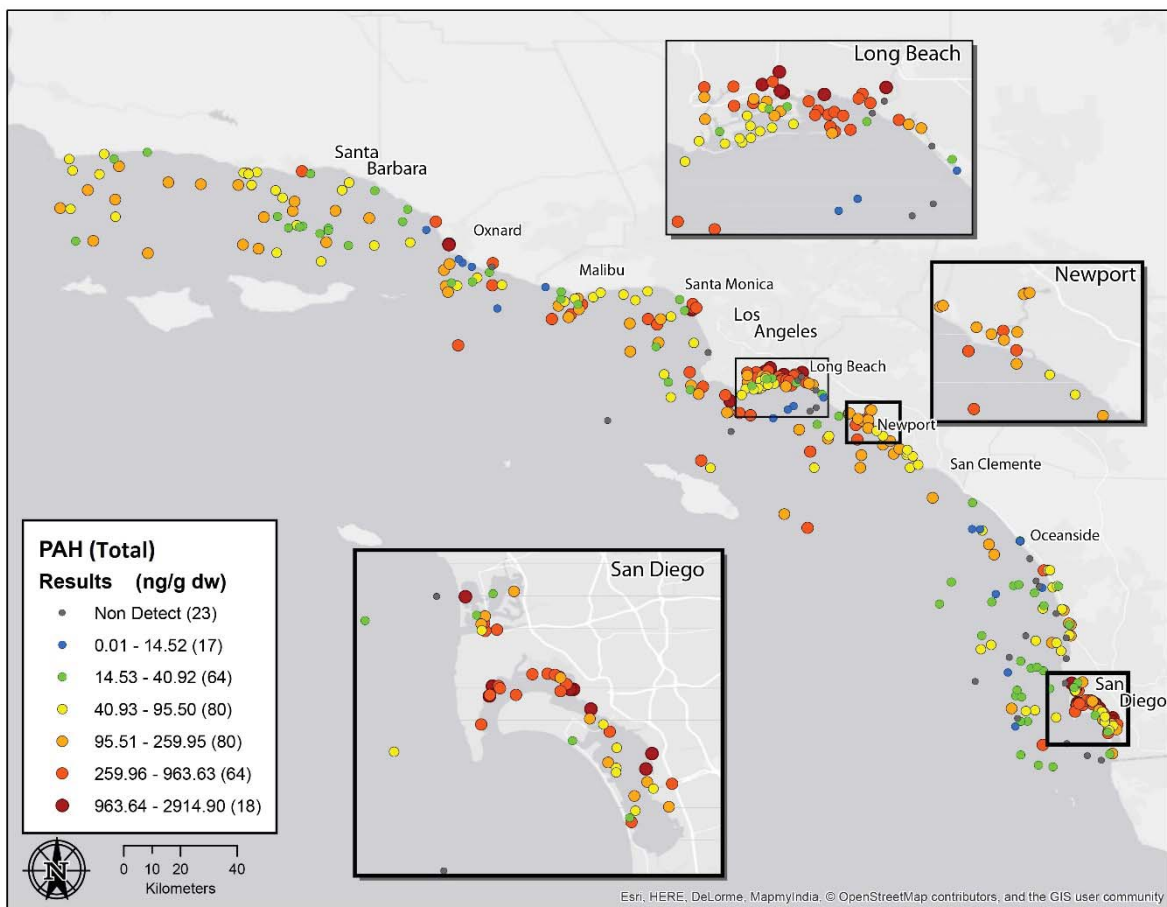 Long Beach
Santa
Barbara
Oxnard
Malibu
Santa Monica
Los
Angeles
Long Beach
Newport
Newport
San Clemente
Oceanside
San
Diego
San Diego
PAH (Total)
Results (ng/g dw)
Non Detect (23)
0.01 - 14.52 (17)
14.53 - 40.92 (64)
40.93 - 95.50 (80)
95.51 - 259.95 (80)
259.96 - 963.63 (64)
963.64 - 2914.90 (18)
N
0 10 20 40
Kilometers
Esri, HERE, DeLorme, MapmyIndia, © OpenStreetMap contributors, and the GIS user community